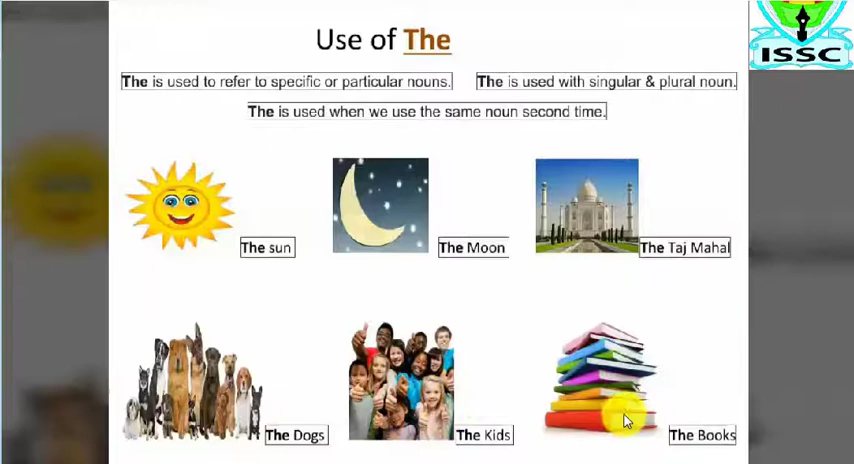 Use of The
The is used to refer to specific or particular nouns.
The is used with singular & plural noun.
The is used when we use the same noun second time.
The sun
The Moon
The Taj Mahal
The Dogs
The Kids
The Books
ISSC